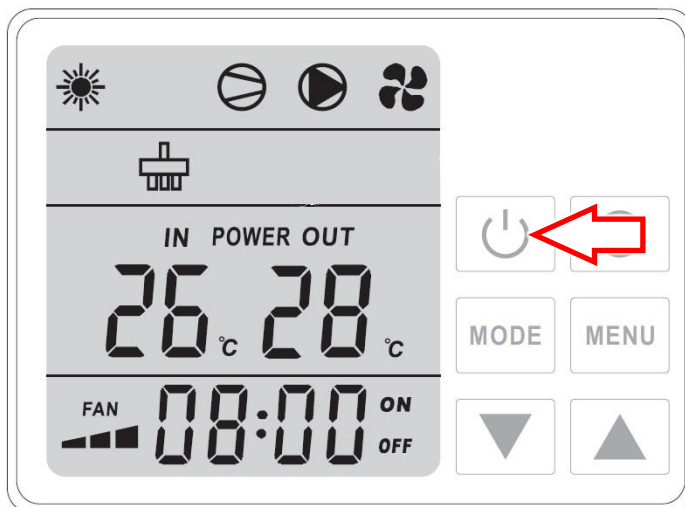 IN POWER OUT
26 °C 28 °C
MODE MENU
FAN 08:00 ON
OFF